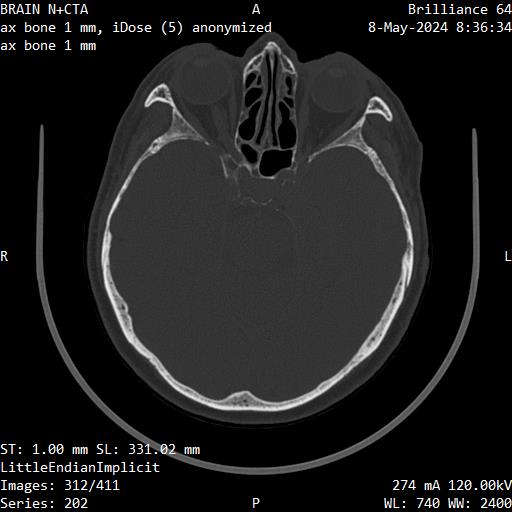 BRAIN N+CTA
ax bone 1 mm, iDose (5) anonymized
ax bone 1 mm
A
Brilliance 64
8-May-2024 8:36:34
R
L
ST: 1.00 mm SL: 331.02 mm
LittleEndianImplicit
Images: 312/411
Series: 202
P
274 mA 120.00kV
WL: 740 WW: 2400